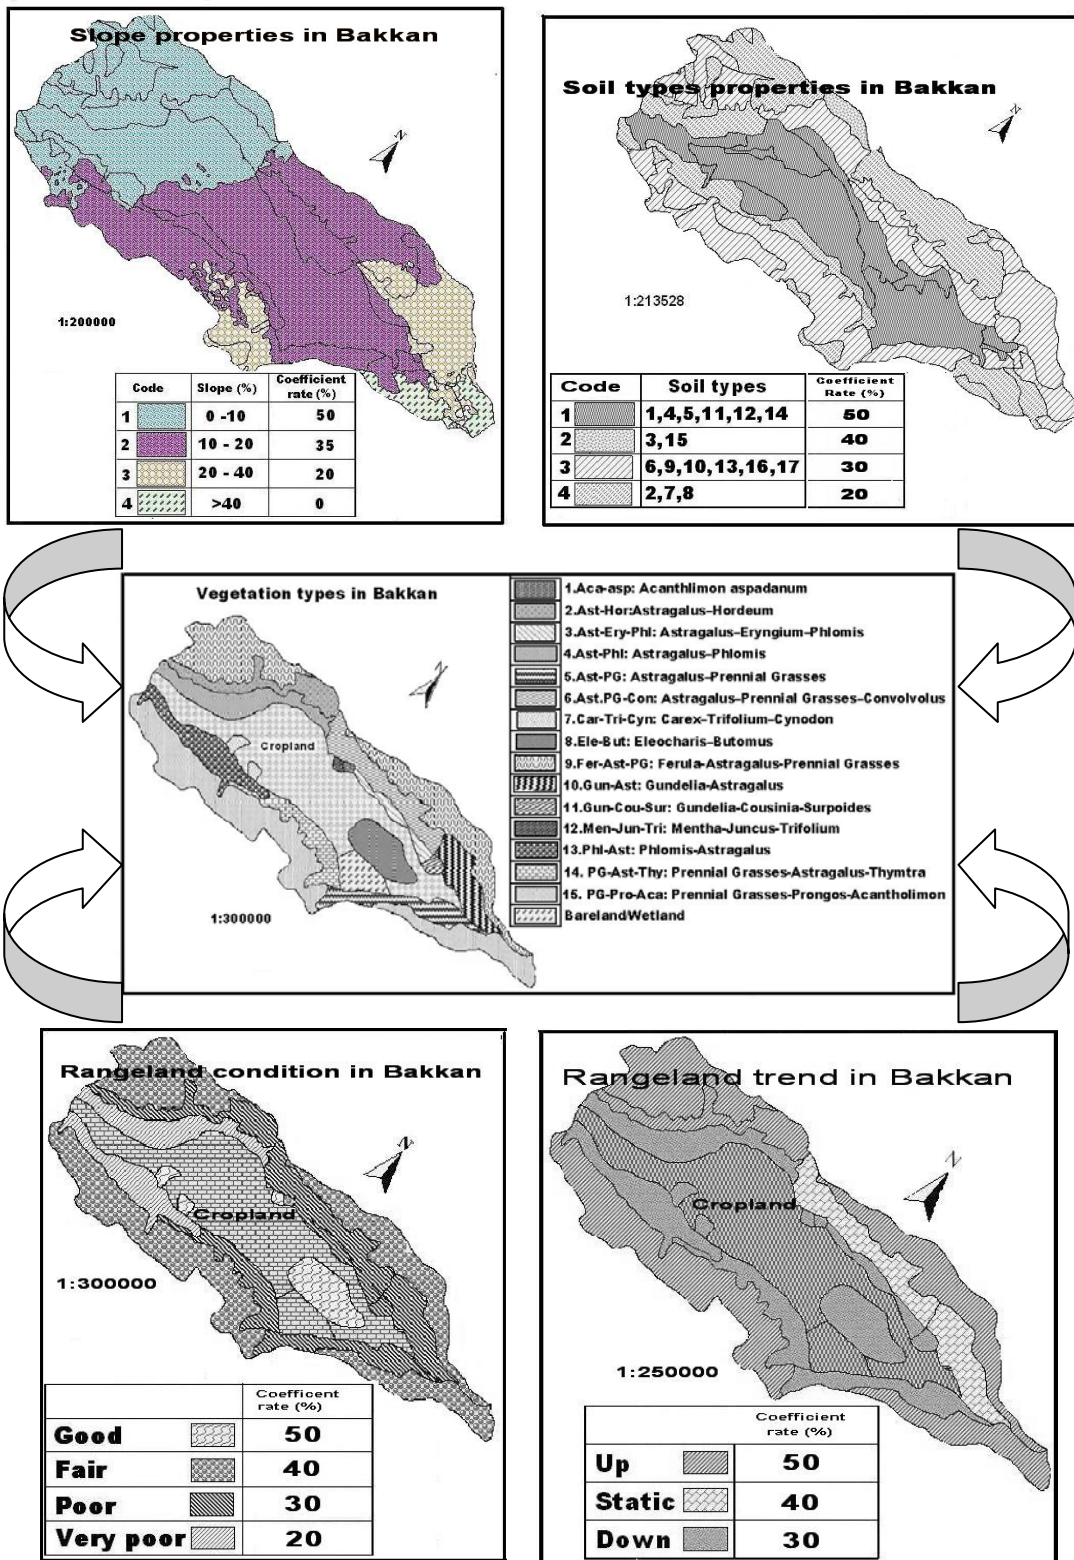 Slope properties in Bakkan
N
1:200000
Code Slope (%) Coefficient rate (%)
1 0 -10 50
2 10 - 20 35
3 20 - 40 20
4 >40 0
Soil types properties in Bakkan
N
1:213528
Code Soil types Coefficient Rate (%)
1 1,4,5,11,12,14 50
2 3,15 40
3 6,9,10,13,16,17 30
4 2,7,8 20
Vegetation types in Bakkan
N
Cropland
1:300000
1.Aca-asp: Acanthlimon aspadanum
2.Ast-Hor:Astragalus-Hordeum
3.Ast-Ery-Phl: Astragalus-Eryngium-Phlomis
4.Ast-Phl: Astragalus-Phlomis
5.Ast-PG: Astragalus-Prennial Grasses
6.Ast.PG-Con: Astragalus-Prennial Grasses-Convolvolus
7.Car-Tri-Cyn: Carex-Trifolium-Cynodon
8.Ele-But: Eleocharis-Butomus
9.Fer-Ast-PG: Ferula-Astragalus-Prennial Grasses
10.Gun-Ast: Gundelia-Astragalus
11.Gun-Cou-Sur: Gundelia-Cousinia-Surpoides
12.Men-Jun-Tri: Mentha-Juncus-Trifolium
13.Phl-Ast: Phlomis-Astragalus
14. PG-Ast-Thy: Prennial Grasses-Astragalus-Thymtra
15. PG-Pro-Aca: Prennial Grasses-Prongos-Acantholimon
Bareland/Wetland
Rangeland condition in Bakkan
N
Cropland
1:300000
Coefficent rate (%)
Good 50
Fair 40
Poor 30
Very poor 20
Rangeland trend in Bakkan
N
Cropland
1:250000
Coefficient rate (%)
Up 50
Static 40
Down 30